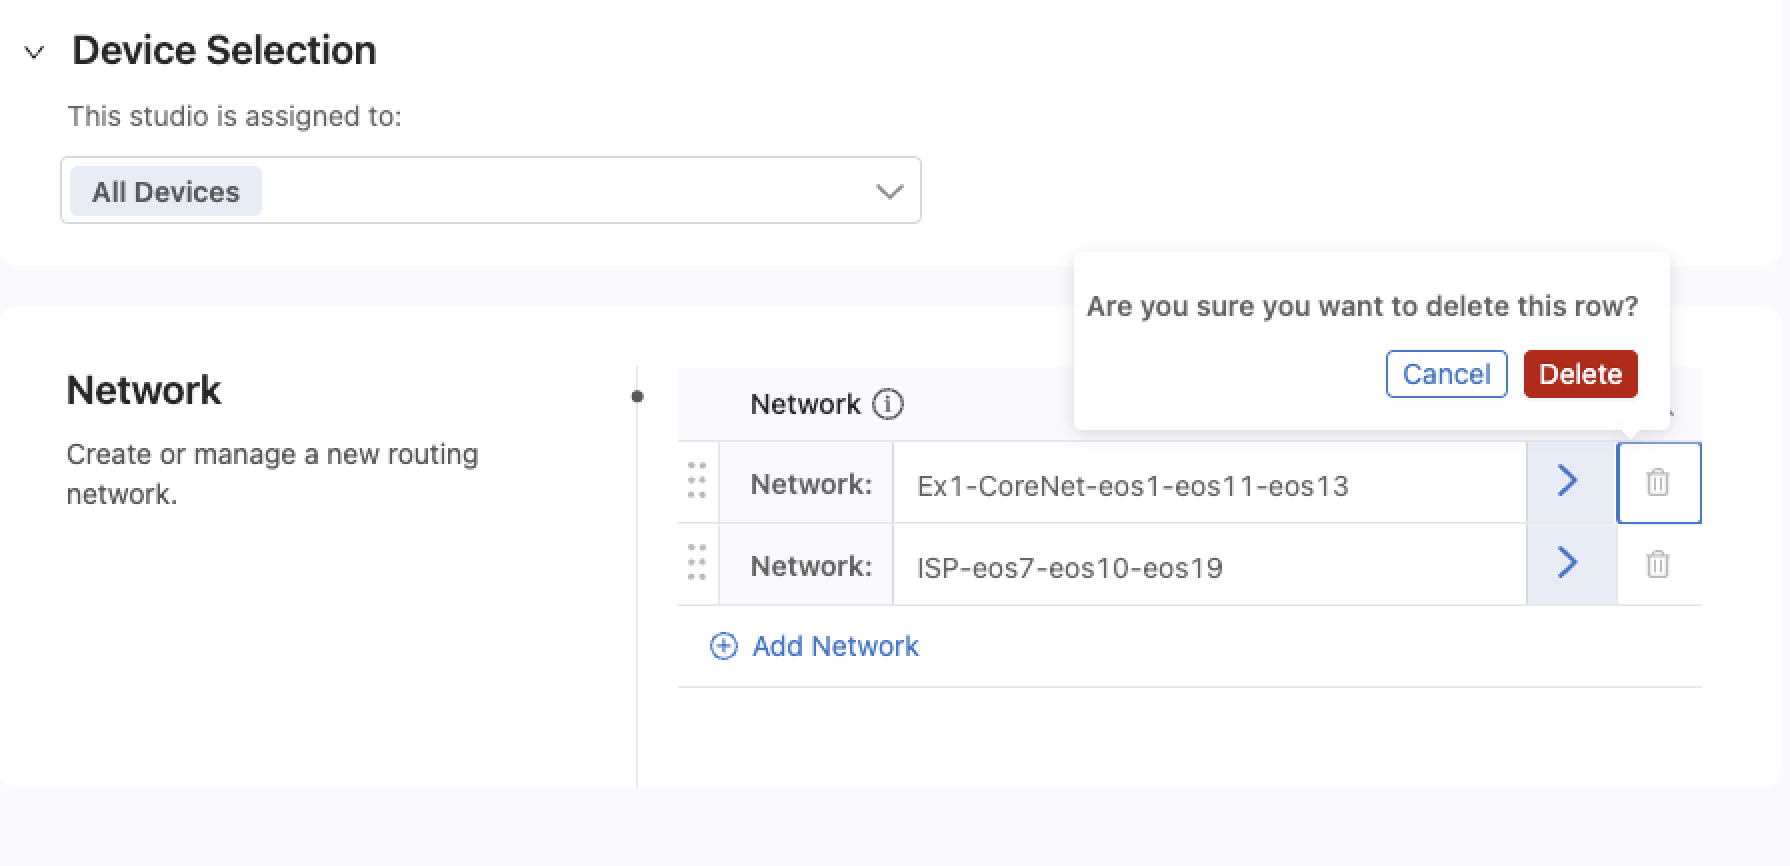 Device Selection
This studio is assigned to:
All Devices
Are you sure you want to delete this row?
Cancel Delete
Network
Create or manage a new routing
network.
Network
Network: Ex1-CoreNet-eos1-eos11-eos13
Network: ISP-eos7-eos10-eos19
Add Network